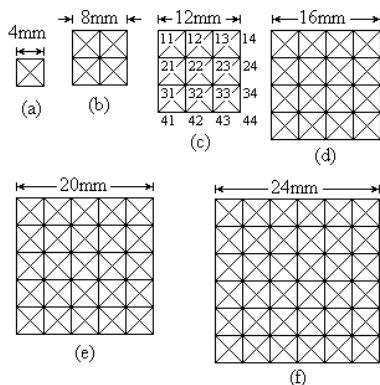 8mm 12mm 16mm
4mm
11 12 13 14
21 22 23 24
31 32 33 34
41 42 43 44
(a) (b) (c) (d)
20mm 24mm
(e) (f)